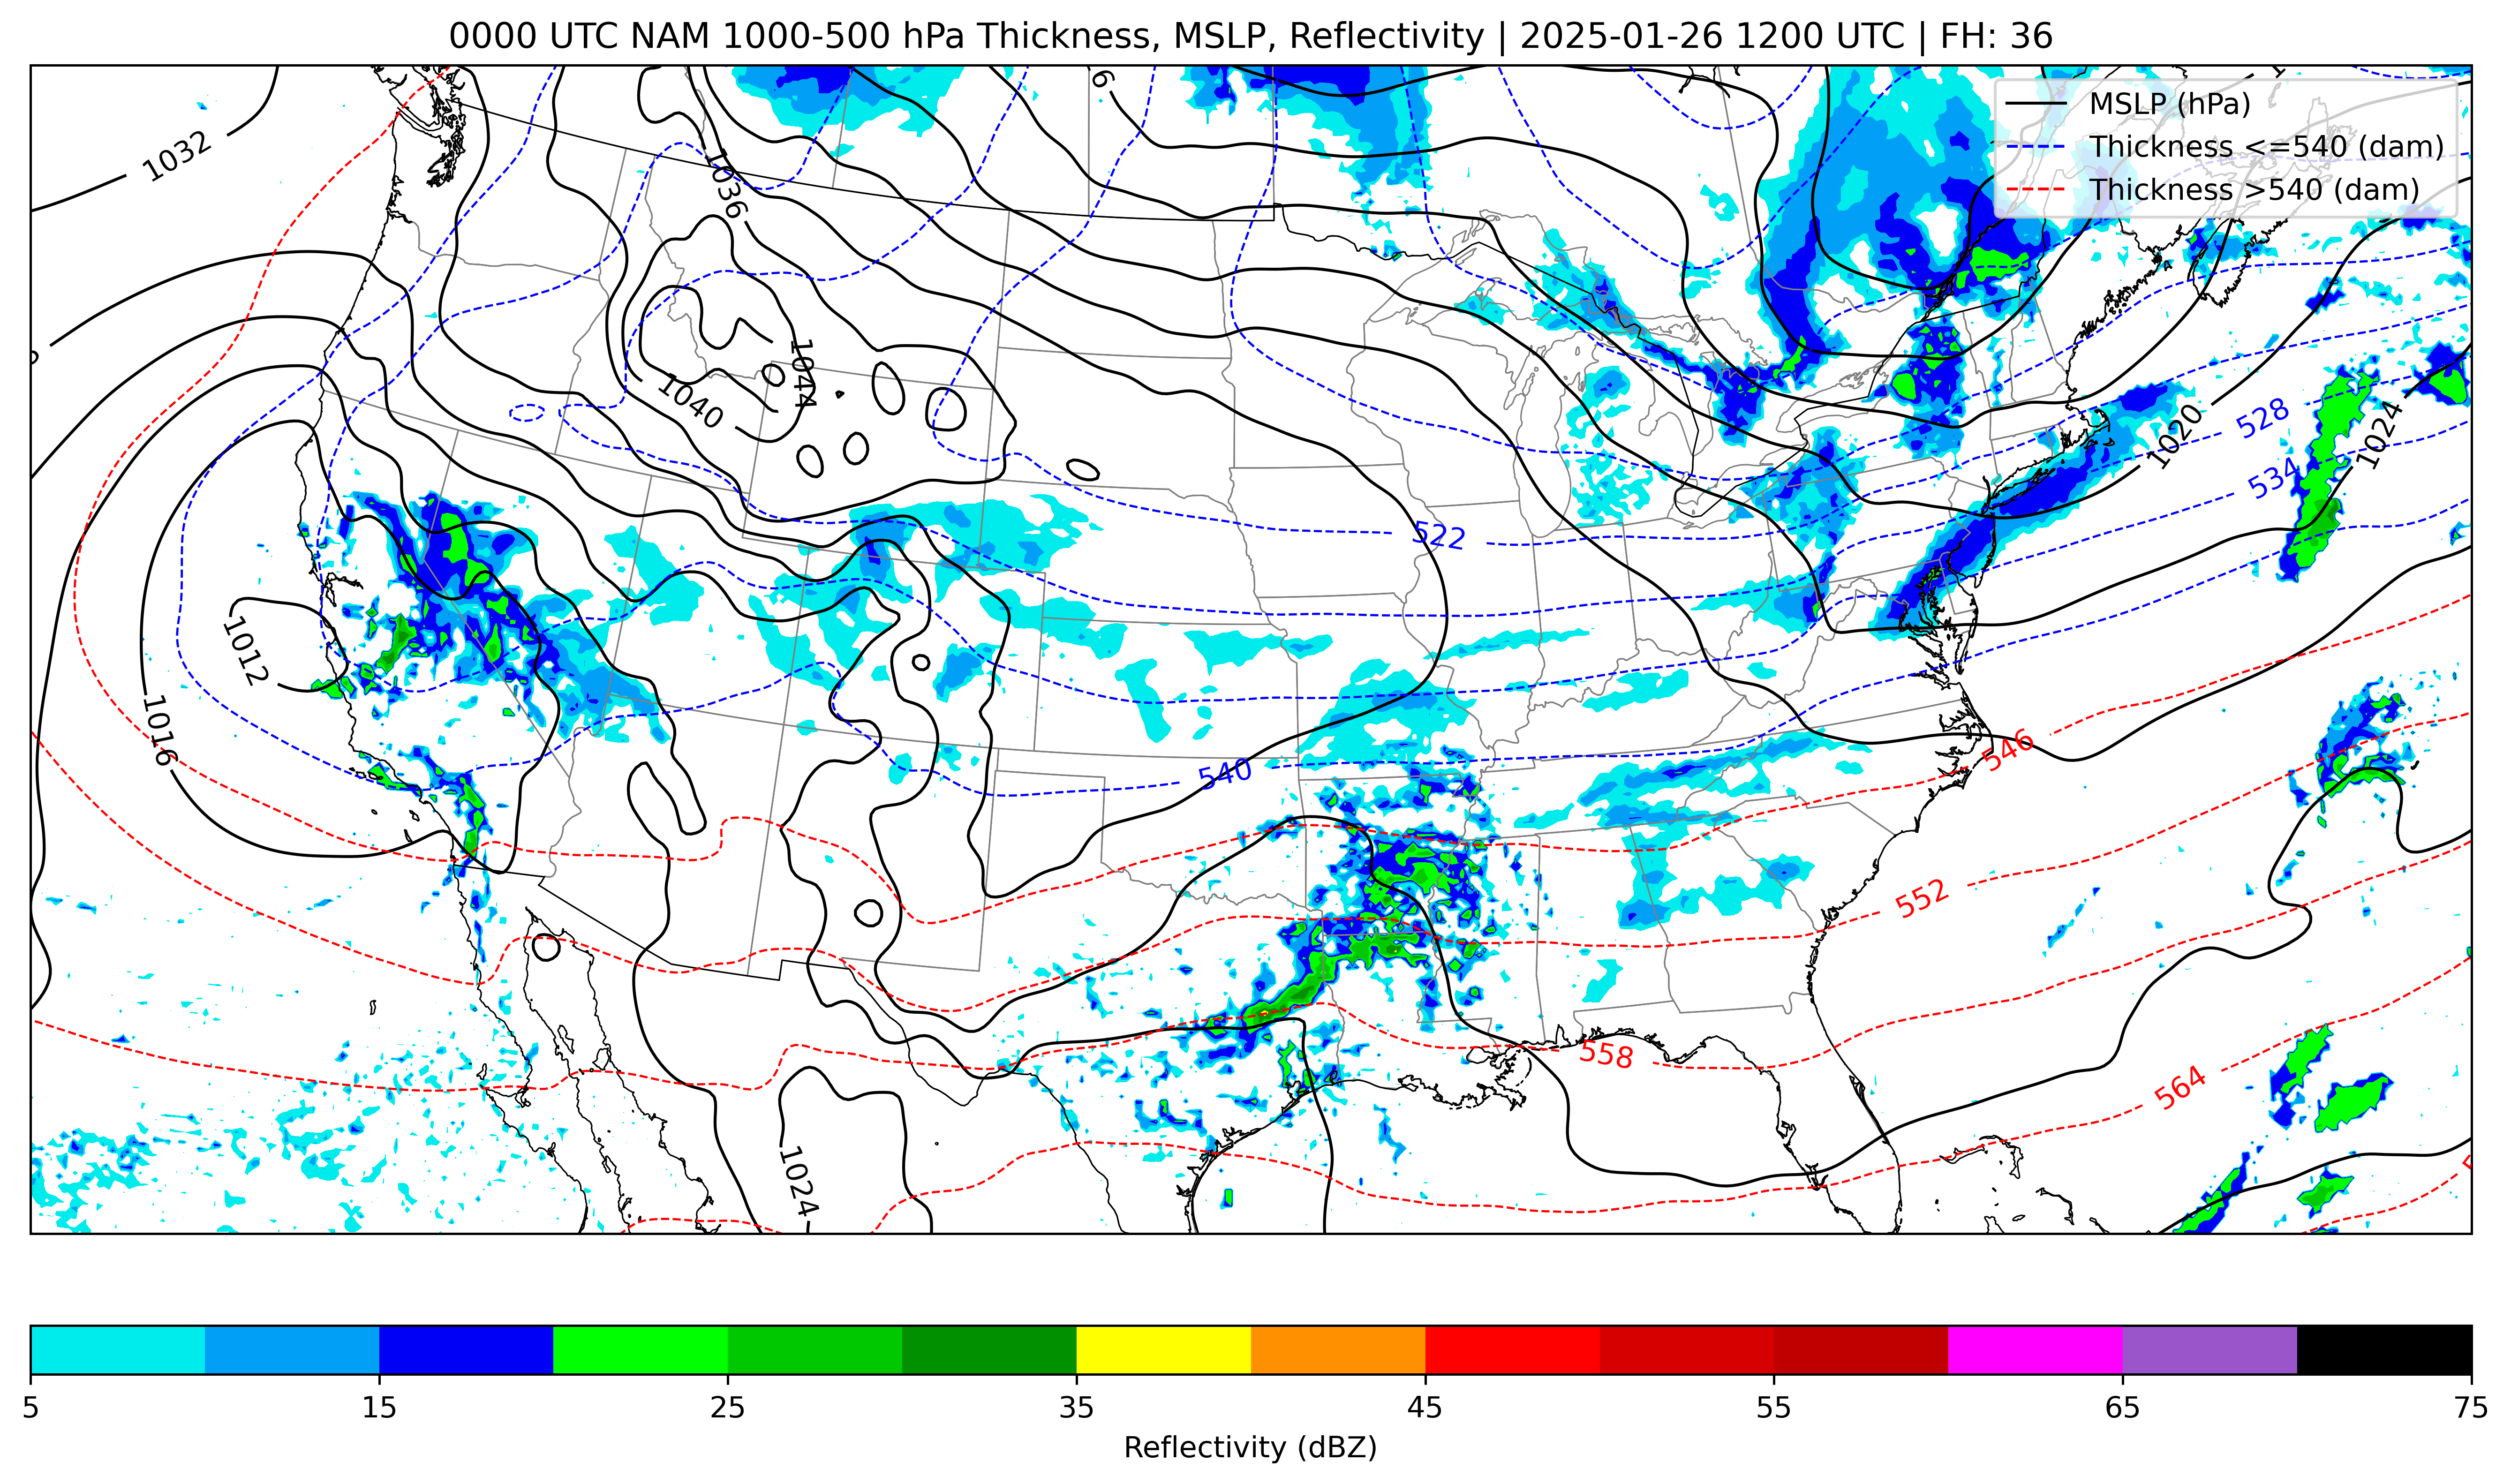 0000 UTC NAM 1000-500 hPa Thickness, MSLP, Reflectivity | 2025-01-26 1200 UTC | FH: 36
MSLP (hPa)
Thickness <=540 (dam)
Thickness >540 (dam)
1032
1036
1044
1040
1020
1024
528
534
522
1012
1016
540
546
552
558
564
1024
5 15 25 35 45 55 65 75
Reflectivity (dBZ)